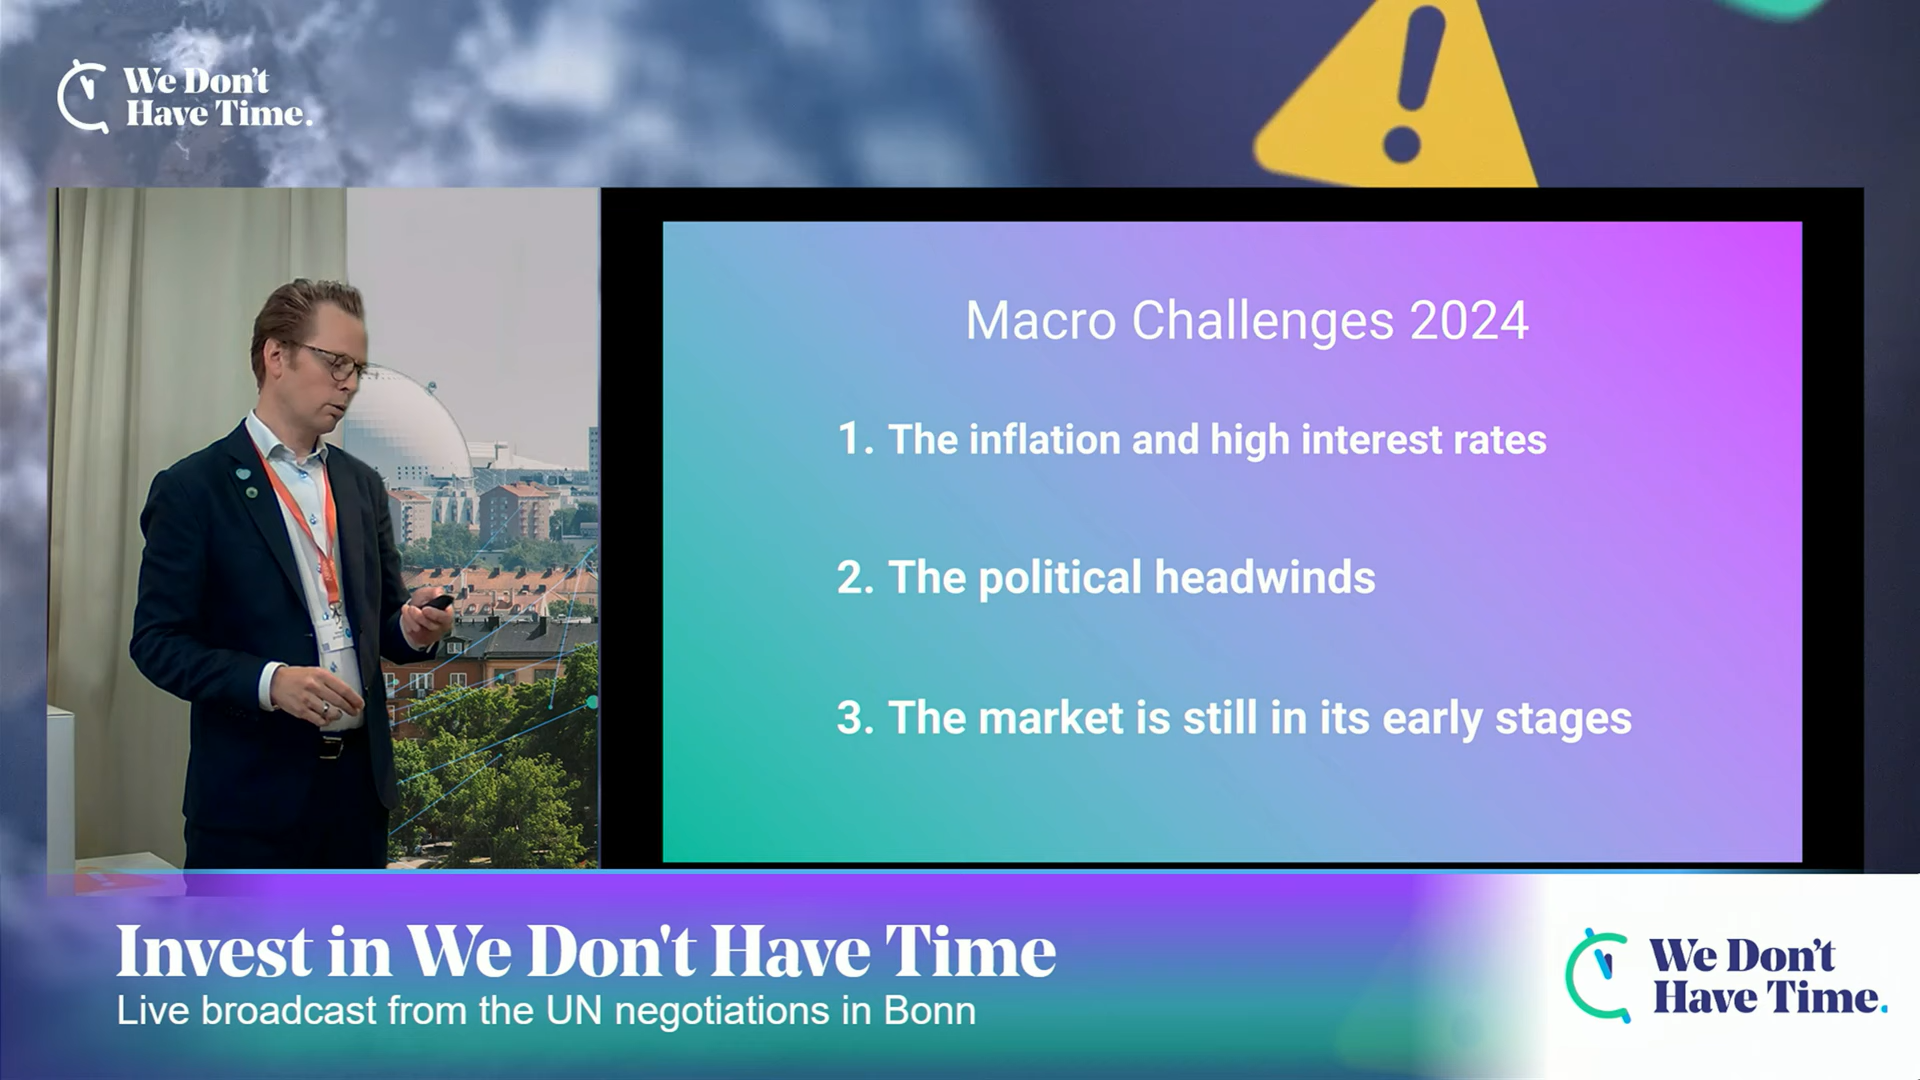 We Don't
Have Time.
Macro Challenges 2024
1. The inflation and high interest rates
2. The political headwinds
3. The market is still in its early stages
Invest in We Don't Have Time
Live broadcast from the UN negotiations in Bonn
We Don't
Have Time.